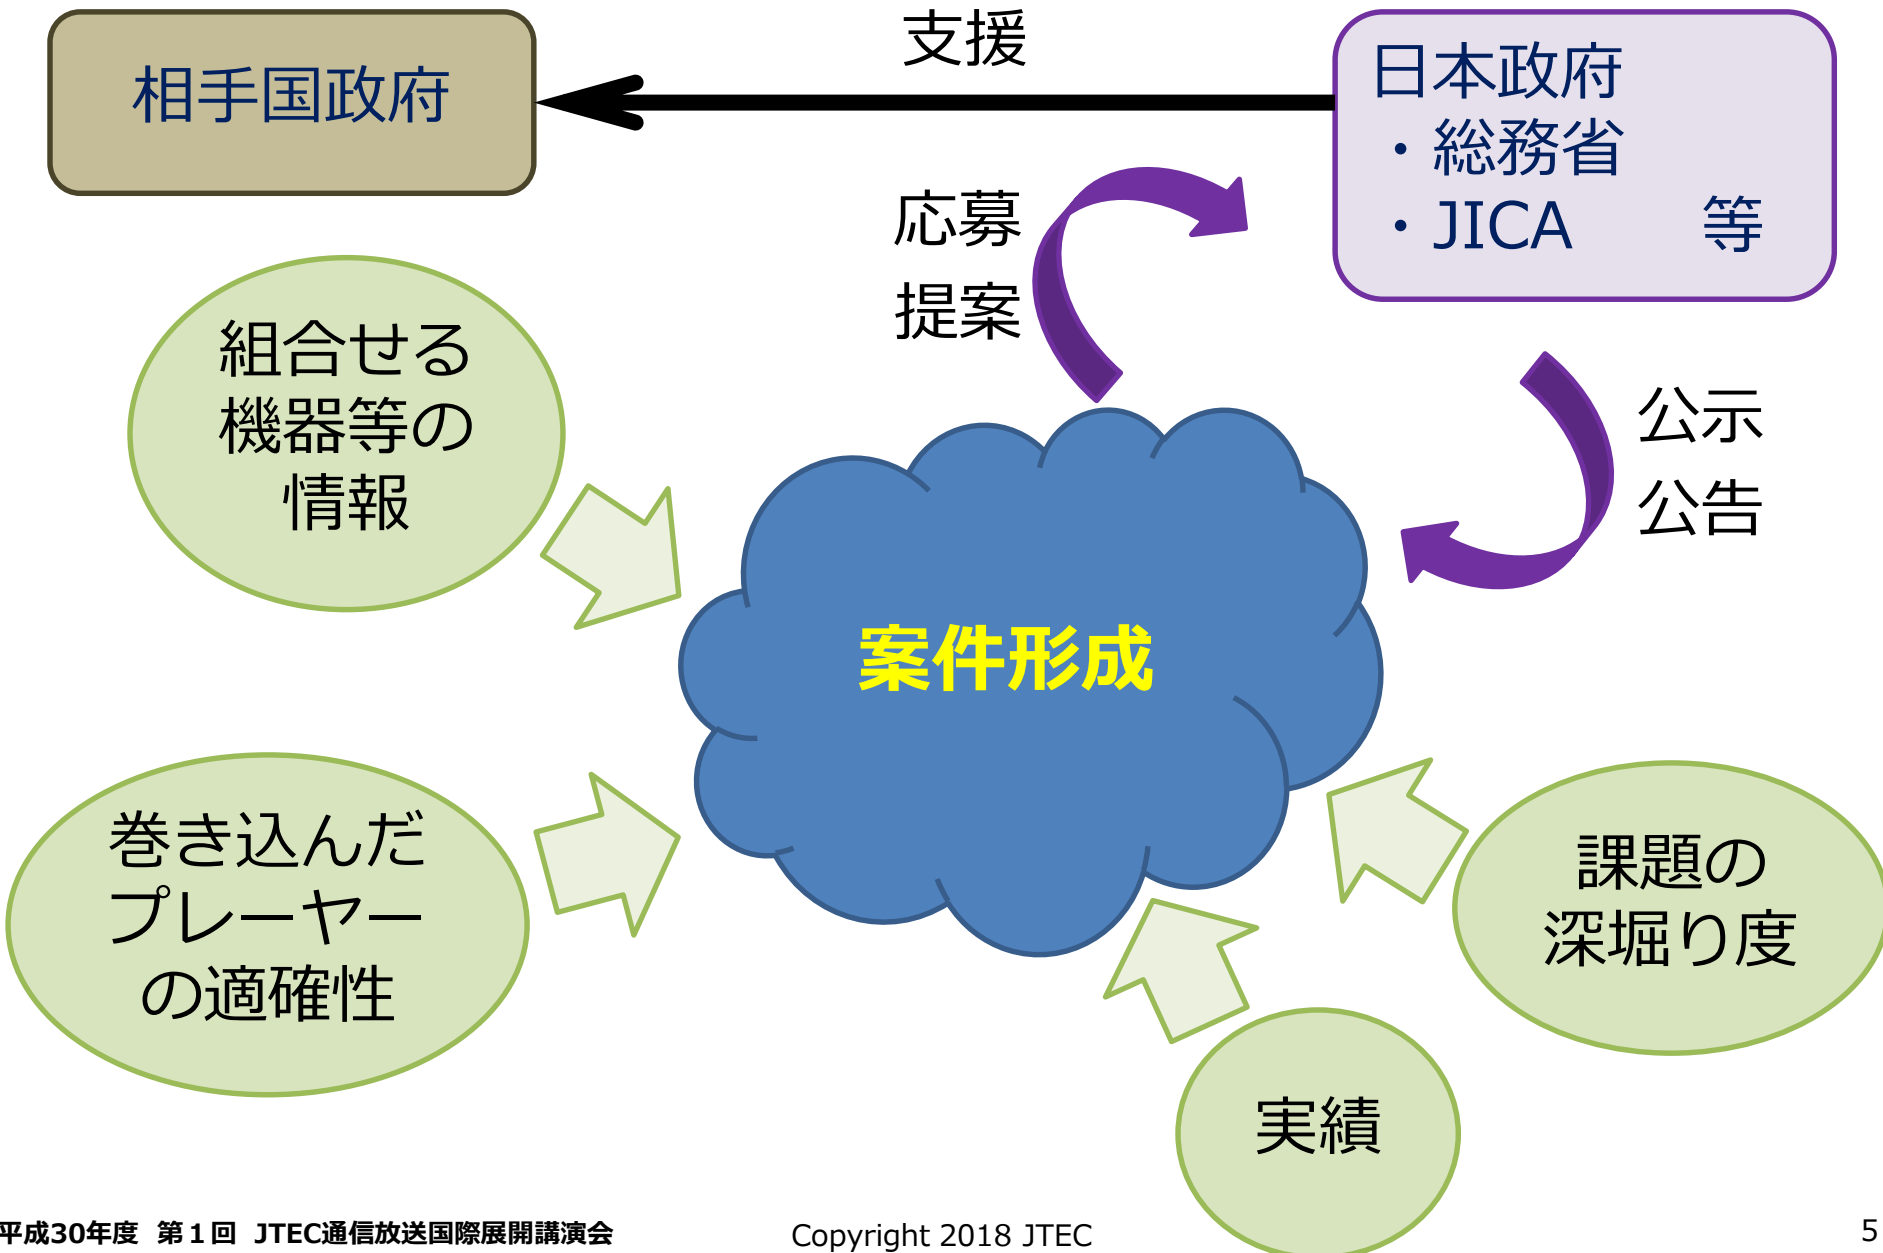 支援
相手国政府
日本政府
・総務省
・JICA　　等
応募
提案
組合せる
機器等の
情報
公示
公告
案件形成
巻き込んだ
プレーヤー
の適確性
課題の
深堀り度
実績
平成30年度 第１回 JTEC通信放送国際展開講演会
Copyright 2018 JTEC
5